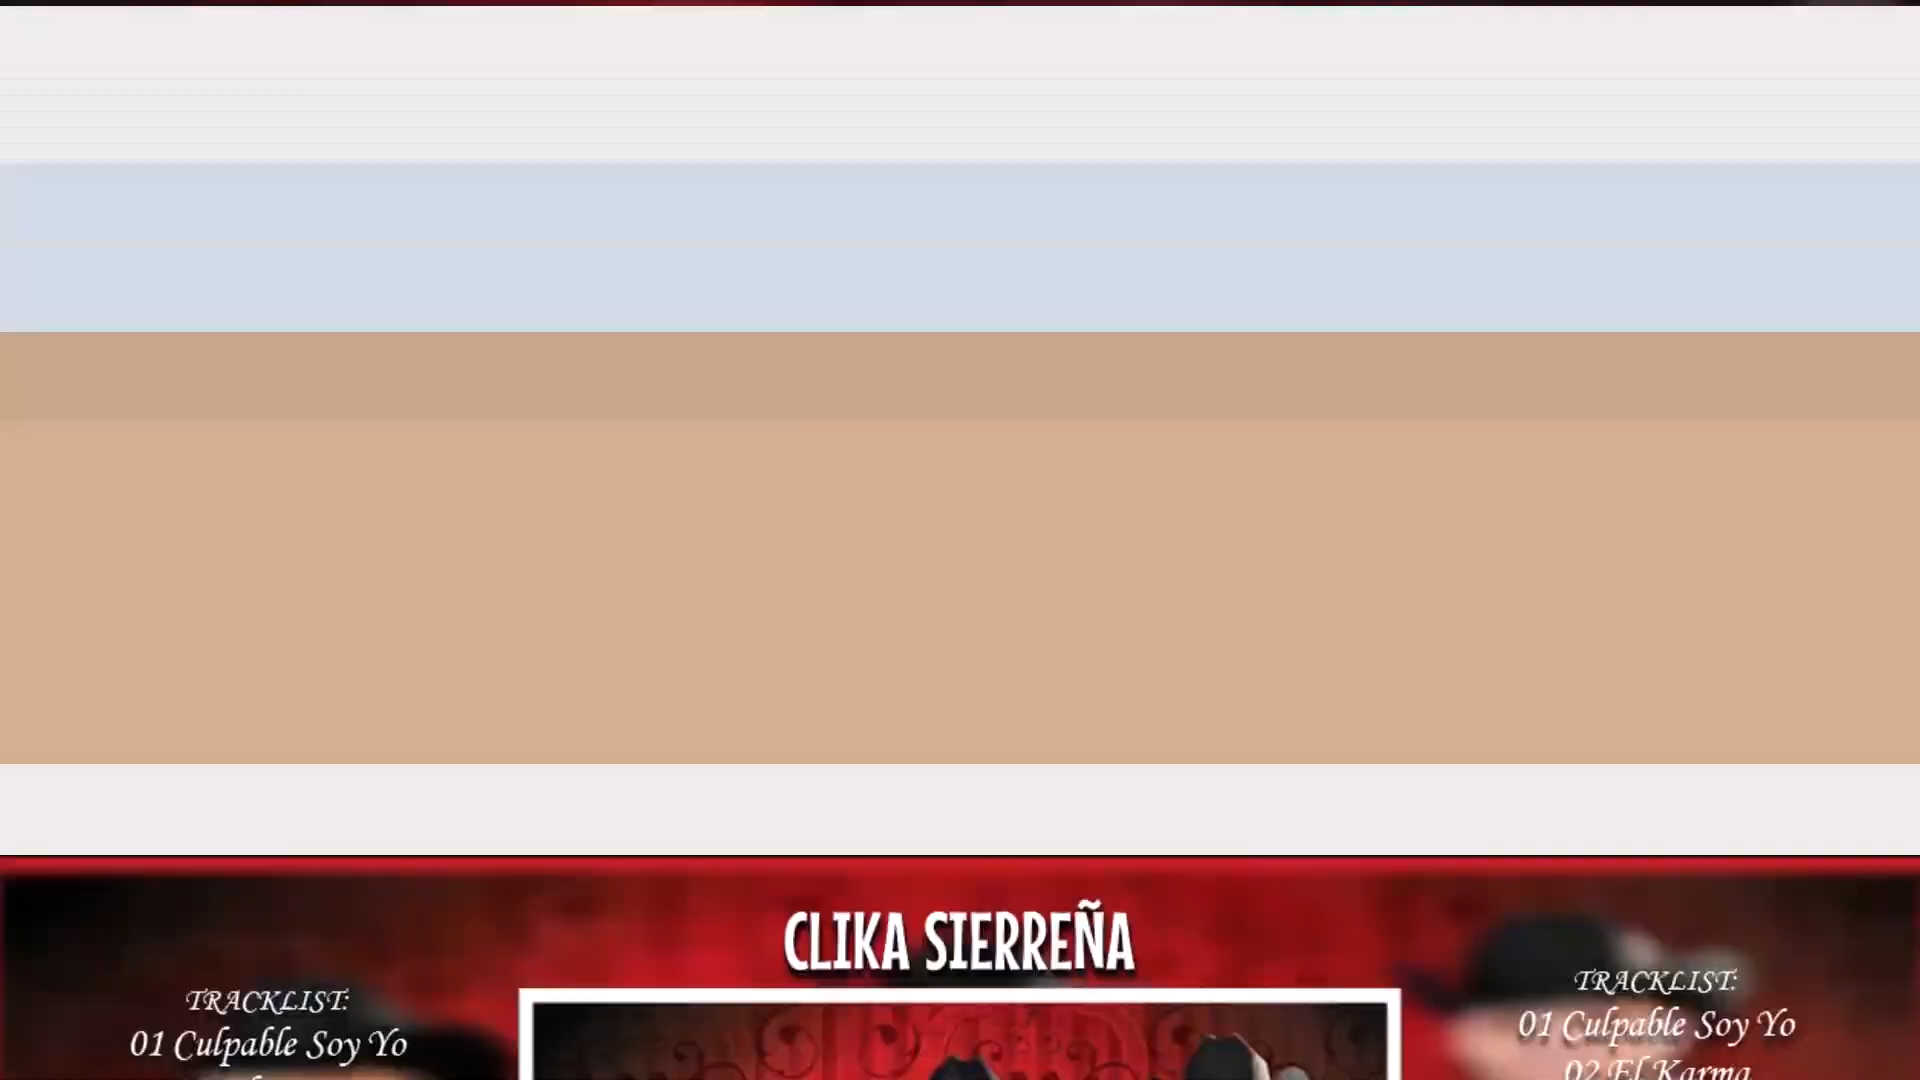 CLIKA SIERREÑA
TRACKLIST:
01 Culpable Soy Yo
TRACKLIST:
01 Culpable Soy Yo
02 El Karma